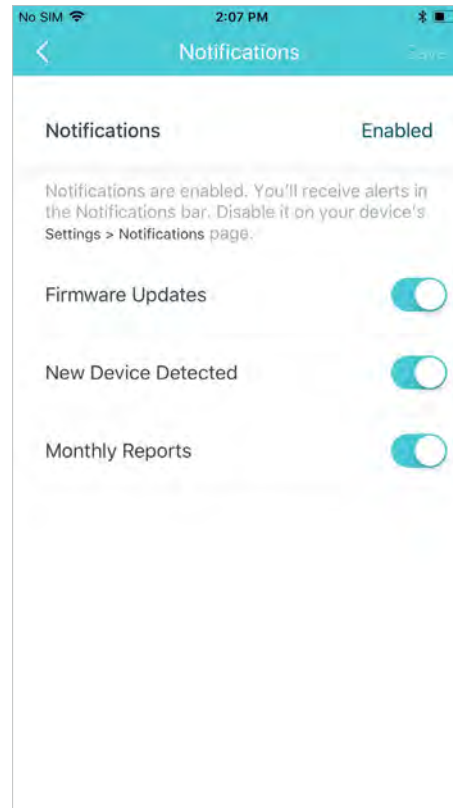 No SIM 2:07 PM
Notifications Save
Notifications Enabled
Notifications are enabled. You'll receive alerts in
the Notifications bar. Disable it on your device's
Settings > Notifications page.
Firmware Updates
New Device Detected
Monthly Reports